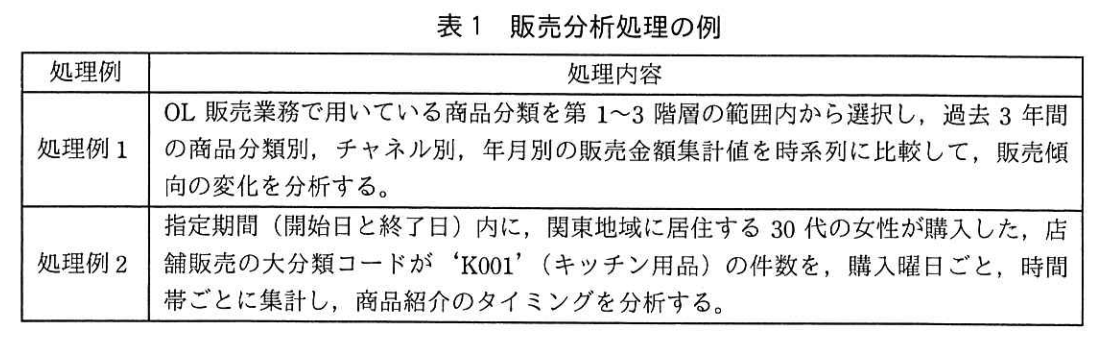 表1 販売分析処理の例
処理例
処理内容
処理例1
OL 販売業務で用いている商品分類を第 1～3 階層の範囲内から選択し，過去 3 年間
の商品分類別，チャネル別，年月別の販売金額集計値を時系列に比較して，販売傾
向の変化を分析する。
処理例2
指定期間（開始日と終了日）内に，関東地域に居住する 30 代の女性が購入した，店
舗販売の大分類コードが ‘K001’（キッチン用品）の件数を，購入曜日ごと，時間
帯ごとに集計し，商品紹介のタイミングを分析する。